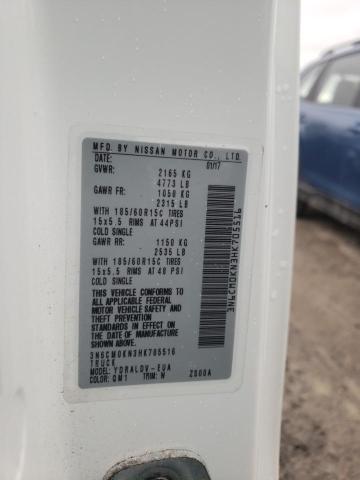 MFD. BY NISSAN MOTOR CO., LTD.
DATE: 01/17
GVWR: 2165 KG
4773 LB
GAWR FR: 1050 KG
2315 LB
WITH 185/60R15C TIRES
15x5.5 RIMS AT 44PSI
COLD SINGLE
GAWR RR: 1150 KG
2535 LB
WITH 185/60R15C TIRES
15x5.5 RIMS AT 48 PSI
COLD SINGLE
THIS VEHICLE CONFORMS TO ALL
APPLICABLE FEDERAL MOTOR
VEHICLE SAFETY AND THEFT
PREVENTION STANDARDS IN EFFECT
ON THE DATE OF MANUFACTURE
SHOWN ABOVE.
3N6CM0KN3HK705516
TRUCK
MODEL: YDRALDV-EUA
COLOR: QM1 TRIM: W Z000A
3N6CM0KN3HK705516